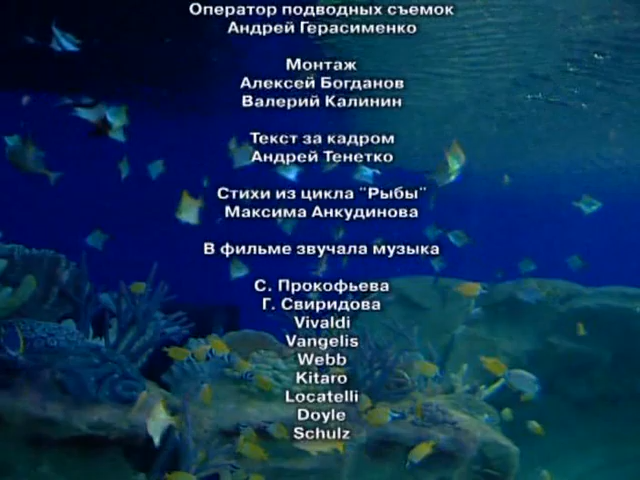 Оператор подводных съемок
Андрей Герасименко
Монтаж
Алексей Богданов
Валерий Калинин
Текст за кадром
Андрей Тенетко
Стихи из цикла "Рыбы"
Максима Анкудинова
В фильме звучала музыка
С. Прокофьева
Г. Свиридова
Vivaldi
Vangelis
Webb
Kitaro
Locatelli
Doyle
Schulz